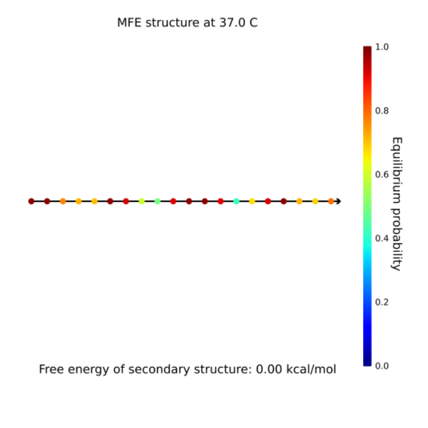 MFE structure at 37.0 C
1.0
0.8
0.6
0.4
0.2
0.0
Equilibrium probability
Free energy of secondary structure: 0.00 kcal/mol